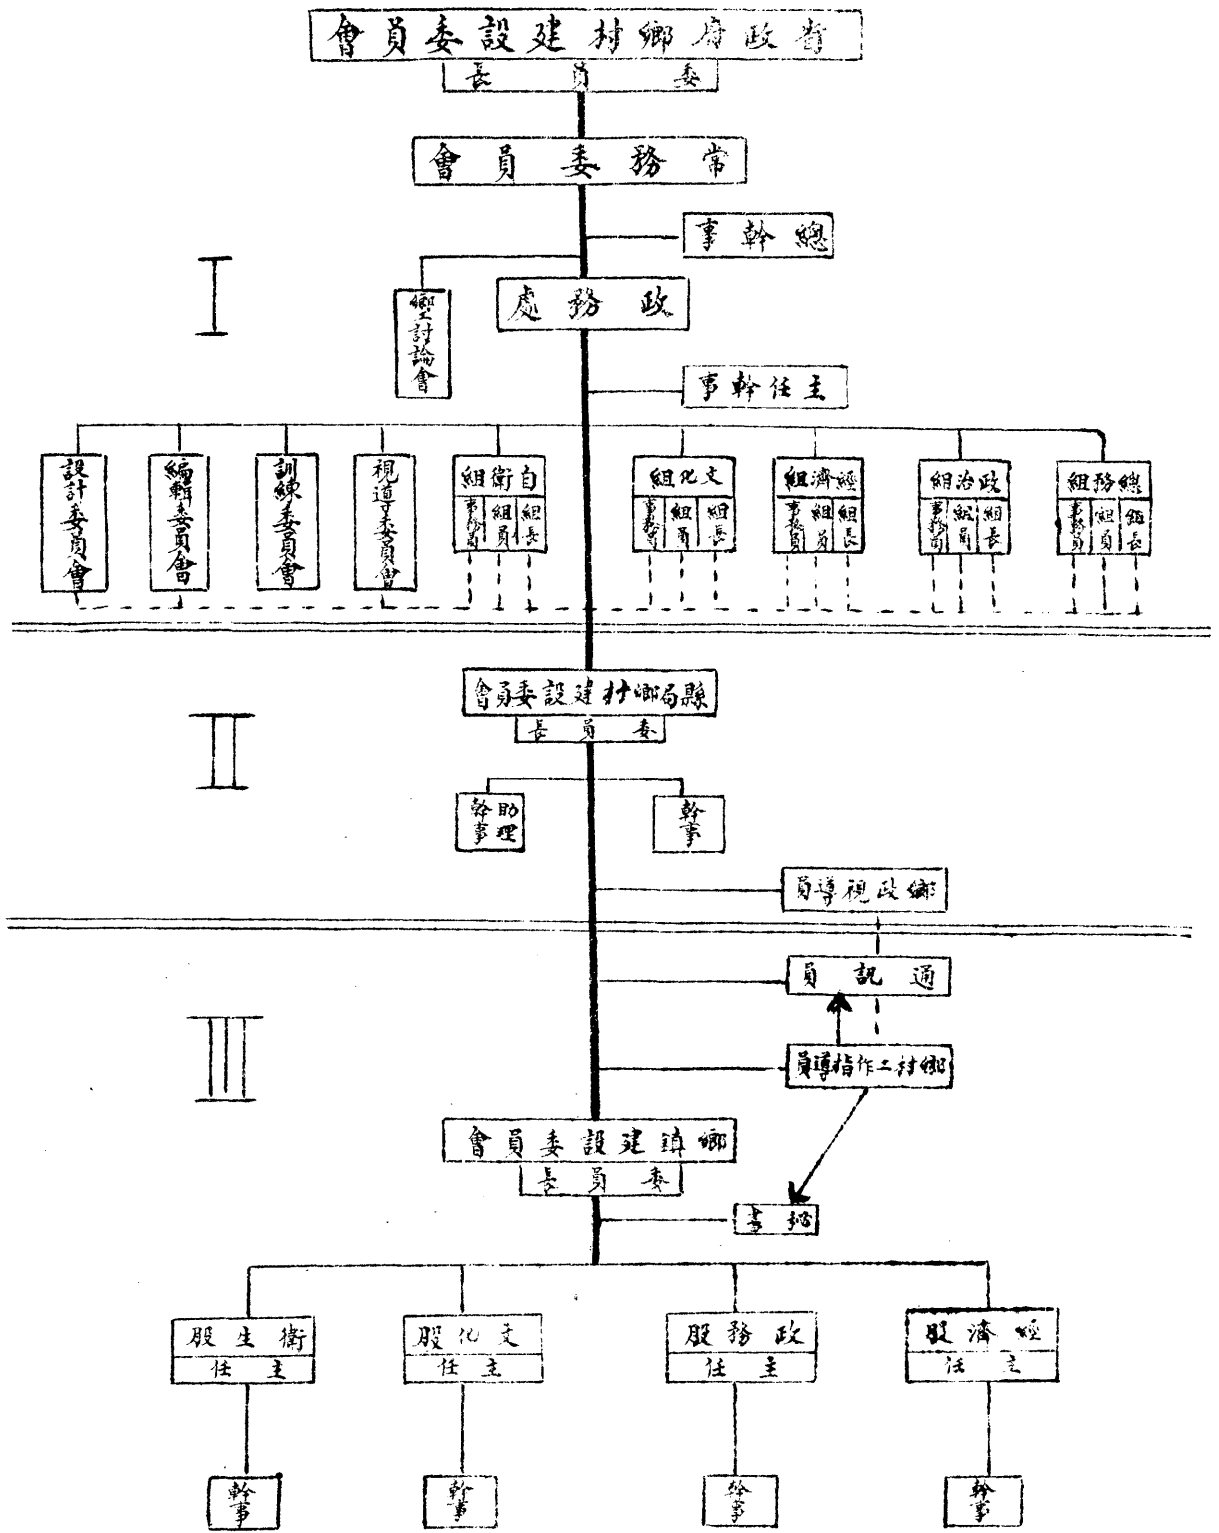 省政府鄉村建設委員會
委員長
常務委員會
總幹事
I
政務處
討論會
主任幹事
總務組
組長
組員
事務員
政治組
組長
組員
事務員
經濟組
組長
組員
事務員
文化組
組長
組員
事務員
自衛組
組長
組員
事務員
視導委員會
訓練委員會
編輯委員會
設計委員會
縣局鄉村建設委員會
委員長
II
幹事
助理幹事
鄉政視導員
通訊員
III
鄉村工作指導員
鄉鎮建設委員會
委員長
秘書
經濟股
主任
政務股
主任
文化股
主任
衛生股
主任
幹事
幹事
幹事
幹事